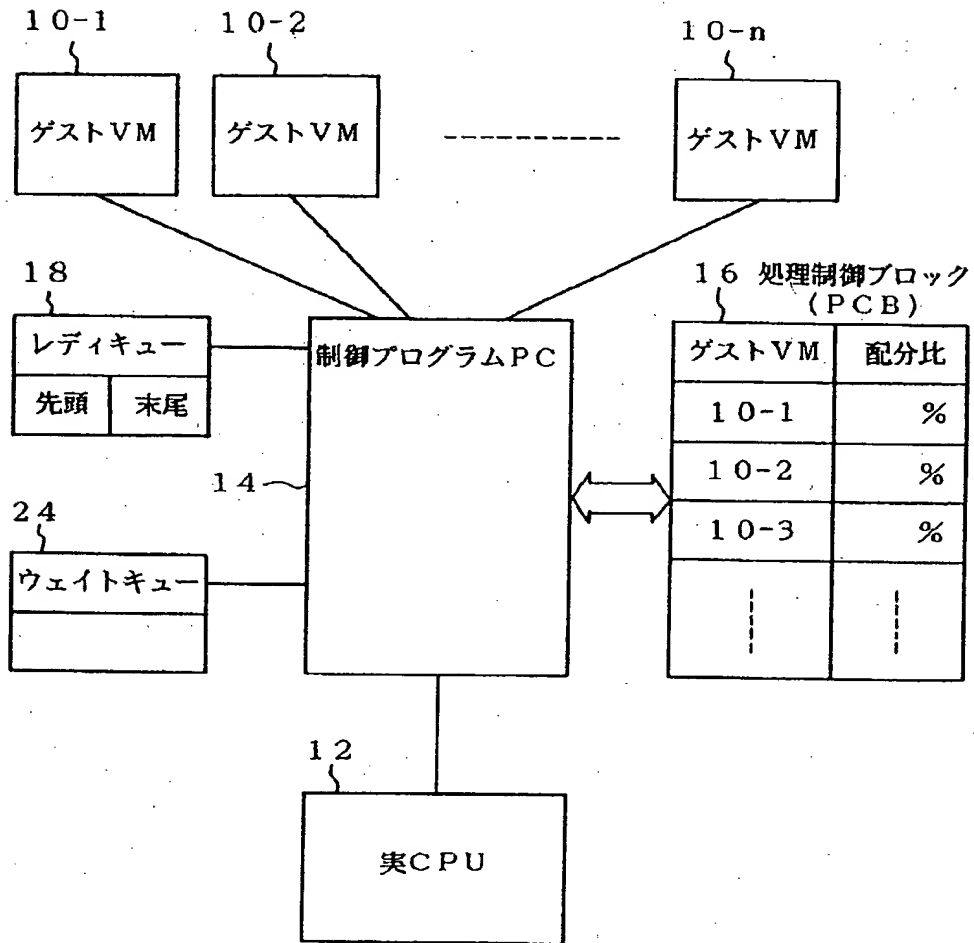 10-1
10-2
10-n
ゲストVM
ゲストVM
ゲストVM
18
レディキュー
先頭 末尾
制御プログラムPC
14
16 処理制御ブロック
(PCB)
ゲストVM 配分比
10-1 %
10-2 %
10-3 %
24
ウェイトキュー
12
実CPU